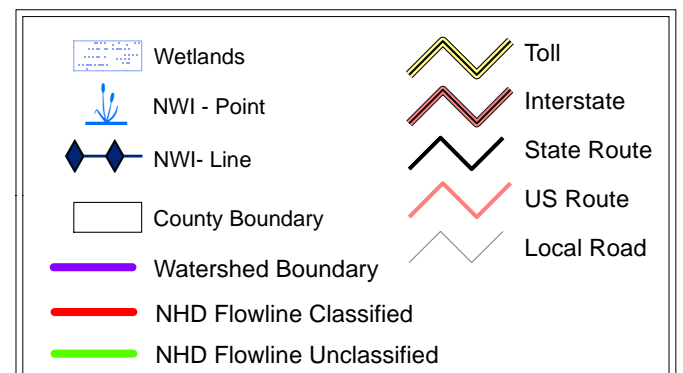 Wetlands
NWI - Point
NWI- Line
County Boundary
Watershed Boundary
NHD Flowline Classified
NHD Flowline Unclassified
Toll
Interstate
State Route
US Route
Local Road